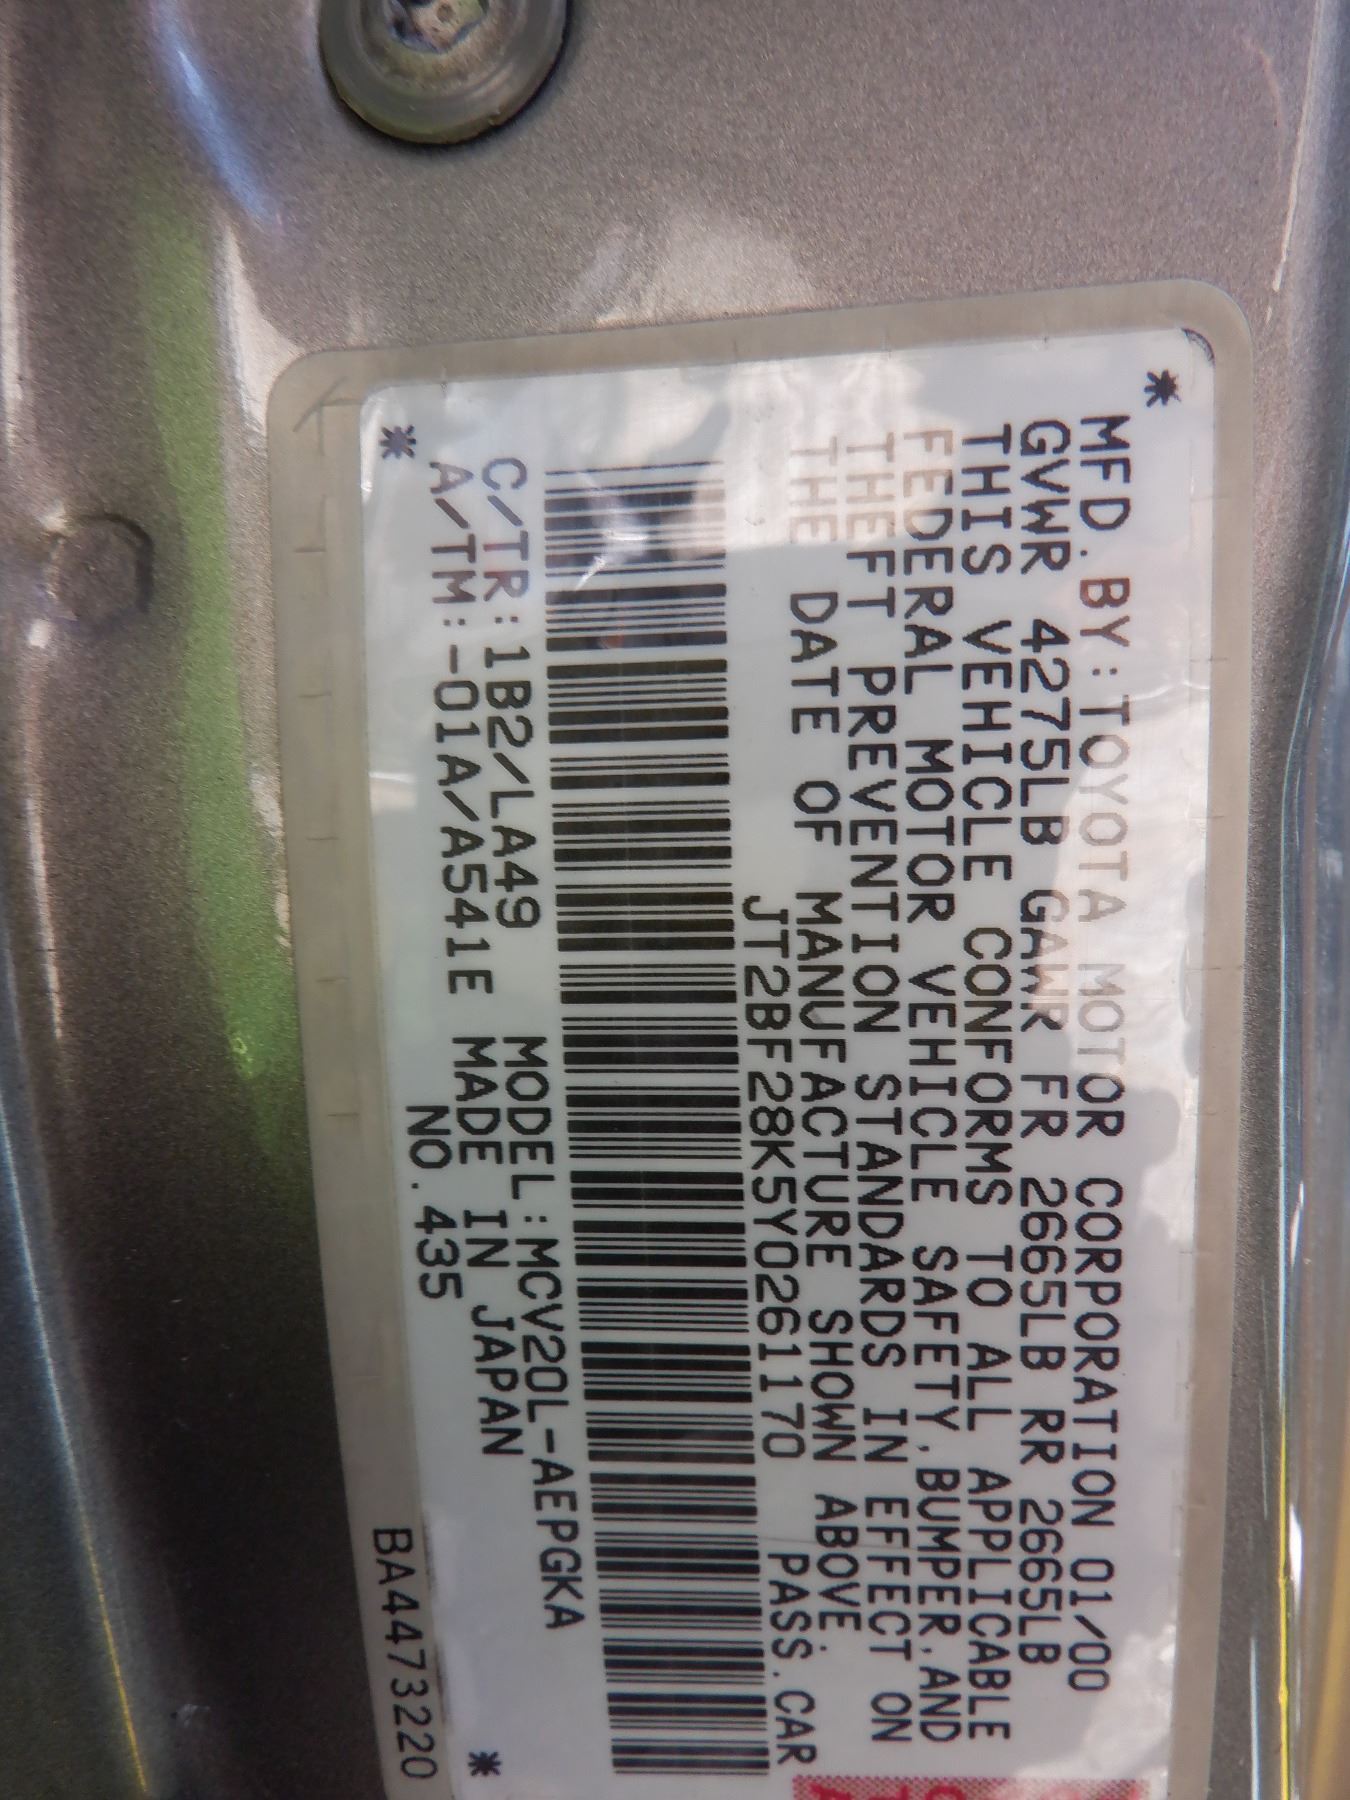 *
MFD. BY:TOYOTA MOTOR CORPORATION 01/00
GVWR 4275LB GAWR FR 2665LB RR 2665LB
THIS VEHICLE CONFORMS TO ALL APPLICABLE
FEDERAL MOTOR VEHICLE SAFETY, BUMPER, AND
THEFT PREVENTION STANDARDS IN EFFECT ON
THE DATE OF MANUFACTURE SHOWN ABOVE.
JT2BF28K5Y0261170 PASS. CAR
C/TR:1B2/LA49 MODEL:MCV20L-AEPGKA
A/TM:-01A/A541E MADE IN JAPAN
* NO.435 *
BA4473220